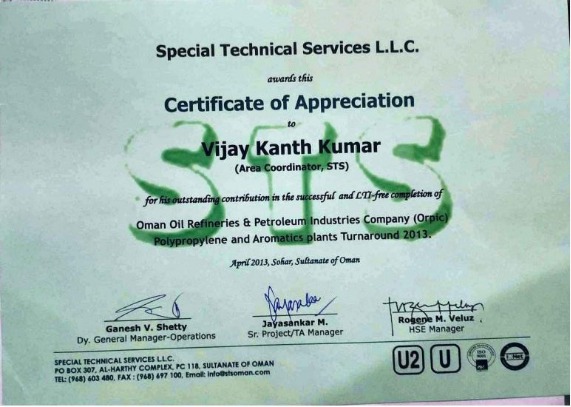 Special Technical Services L.L.C.
awards this
Certificate of Appreciation
to
Vijay Kanth Kumar
(Area Coordinator, STS)
STS
for his outstanding contribution in the successful and LTI-free completion of
Oman Oil Refineries & Petroleum Industries Company (Orpic)
Polypropylene and Aromatics plants Turnaround 2013.
April 2013, Sohar, Sultanate of Oman
Ganesh V. Shetty
Dy. General Manager-Operations
Jayasankar M.
Sr. Project/TA Manager
Rogene M. Veluz
HSE Manager
SPECIAL TECHNICAL SERVICES L.L.C.
PO BOX 307, AL-HARTHY COMPLEX, PC 118, SULTANATE OF OMAN
TEL: (968) 603 480, FAX : (968) 697 100, Email: info@stsoman.com
U2
U